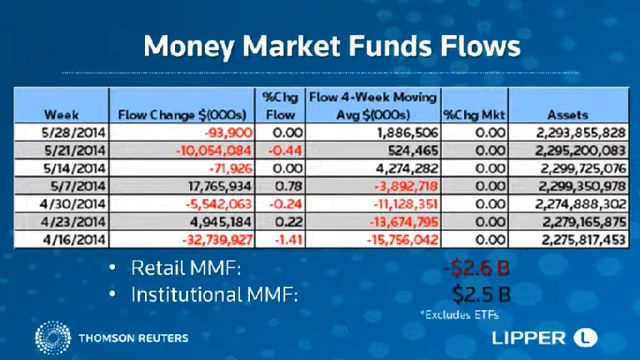 Money Market Funds Flows
Week Flow Change $(000s) %Chg Flow Flow 4-Week Moving Avg $(000s) %Chg Mkt Assets
5/28/2014 -93,900 0.00 1,886,506 0.00 2,293,855,828
5/21/2014 -10,054,084 -0.44 524,465 0.00 2,295,200,083
5/14/2014 -71,926 0.00 4,274,282 0.00 2,299,725,076
5/7/2014 17,765,934 0.78 -3,892,718 0.00 2,299,350,978
4/30/2014 -5,542,063 -0.24 -11,128,351 0.00 2,274,888,302
4/23/2014 4,945,184 0.22 -13,674,795 0.00 2,279,165,875
4/16/2014 -32,739,927 -1.41 -15,756,042 0.00 2,275,817,453
• Retail MMF: -$2.6 B
• Institutional MMF: $2.5 B
*Excludes ETFs
THOMSON REUTERS LIPPER L